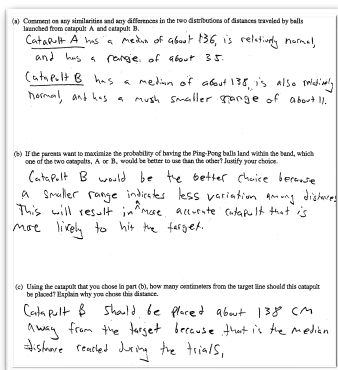 (a) Comment on any similarities and any differences in the two distributions of distances traveled by balls
launched from catapult A and catapult B.
Catapult A has a median of about 136, is relatively normal,
and has a range of about 35.
Catapult B has a median of about 138, is also relatively
normal, and has a much smaller range of about 11.
(b) If the parents want to maximize the probability of having the Ping-Pong balls land within the band, which
one of the two catapults, A or B, would be better to use than the other? Justify your choice.
Catapult B would be the better choice because
a smaller range indicates less variation among distances
This will result in ^ more accurate catapult that is
more likely to hit the target.
(c) Using the catapult that you chose in part (b), how many centimeters from the target line should this catapult
be placed? Explain why you chose this distance.
Catapult B should be placed about 138 CM
away from the target because that is the median
distance reached during the trials,